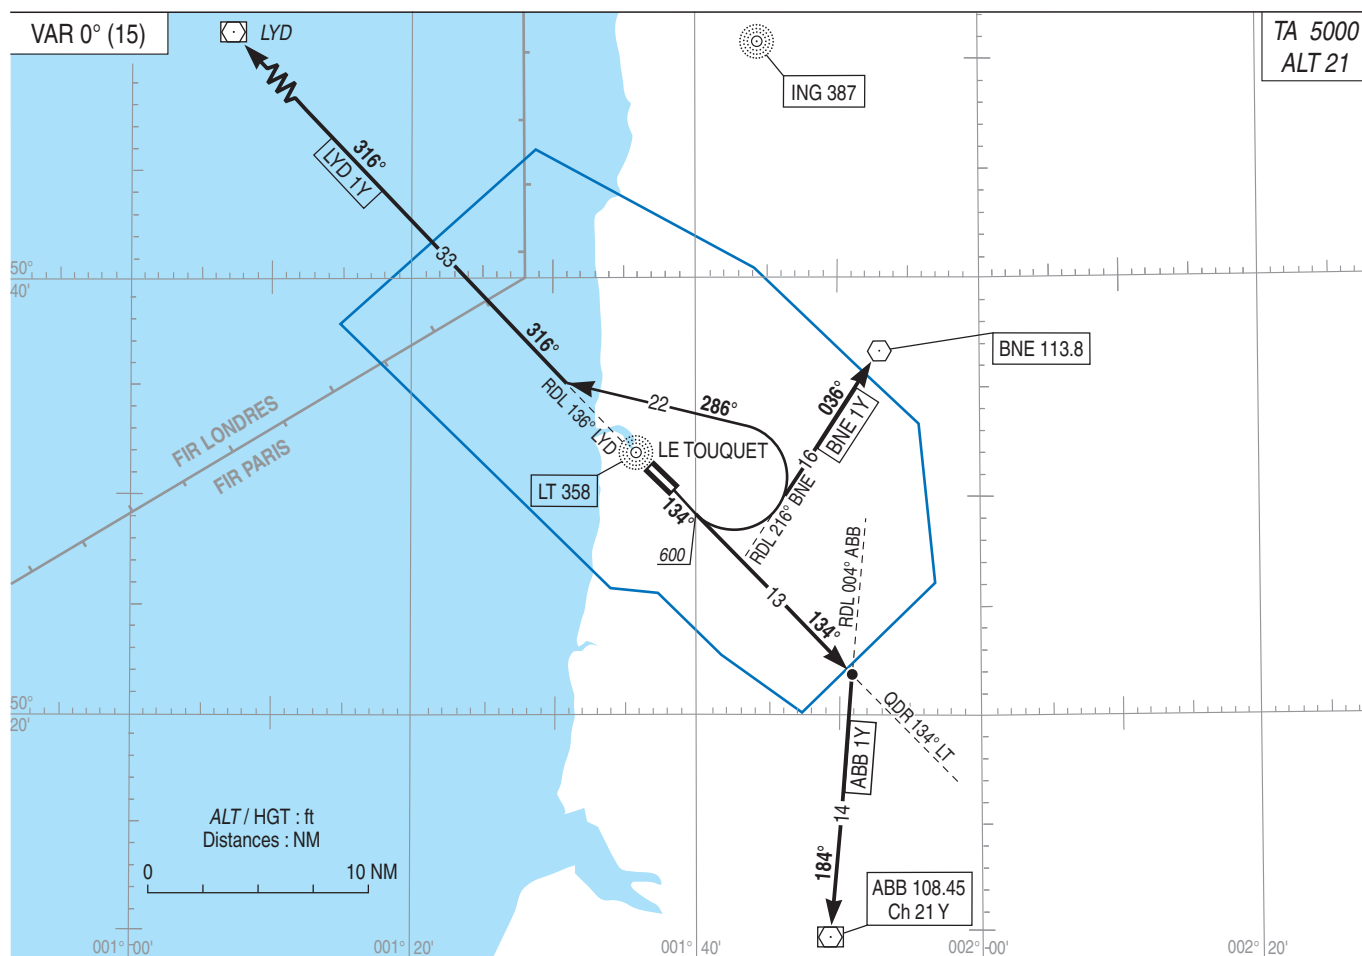 VAR 0° (15)
LYD
TA 5000
ALT 21
ING 387
316°
LYD 1Y
33
50°
40'
316°
BNE 113.8
RDL 136° LYD
22
286°
036°
BNE 1Y
16
FIR LONDRES
FIR PARIS
LE TOUQUET
LT 358
134°
RDL 216° BNE
600
RDL 004° ABB
13
134°
50°
20'
QDR 134° LT
ABB 1Y
ALT / HGT : ft
Distances : NM
0
10 NM
14
184°
ABB 108.45
Ch 21 Y
001° 00'
001° 20'
001° 40'
002° 00'
002° 20'